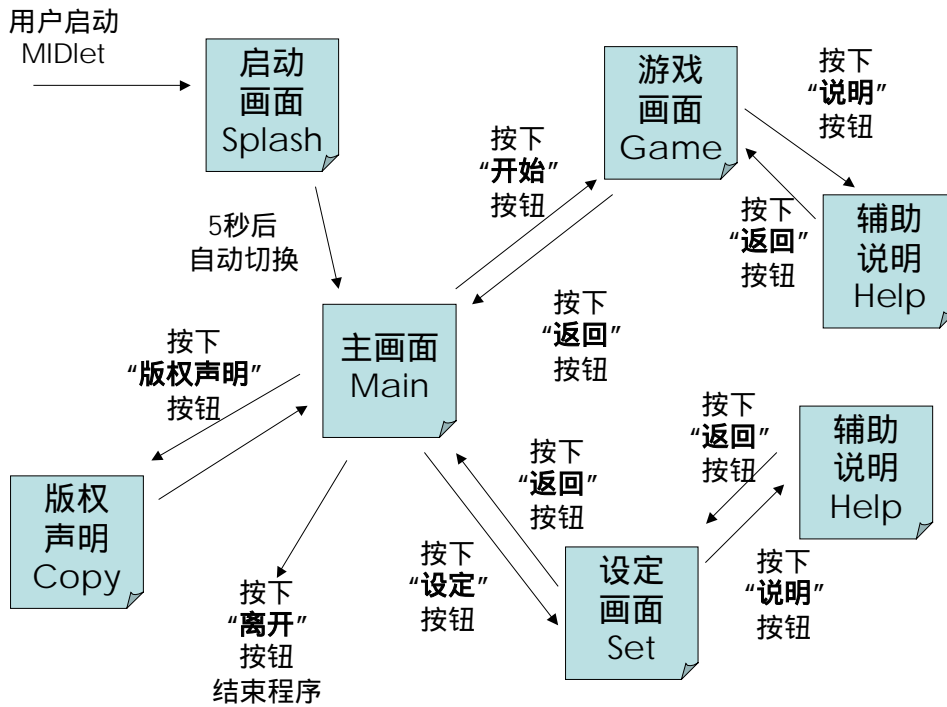 用户启动
MIDlet
启动
画面
Splash
5秒后
自动切换
按下
“开始”
按钮
游戏
画面
Game
按下
“说明”
按钮
按下
“返回”
按钮
辅助
说明
Help
主画面
Main
按下
“返回”
按钮
按下
“版权声明”
按钮
版权
声明
Copy
按下
“离开”
按钮
结束程序
按下
“设定”
按钮
按下
“返回”
按钮
设定
画面
Set
按下
“返回”
按钮
按下
“说明”
按钮
辅助
说明
Help